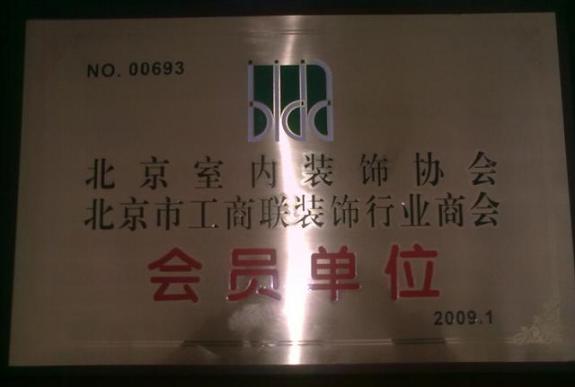 NO. 00693
bida
北京室内装饰协会
北京市工商联装饰行业商会
会员单位
2009.1